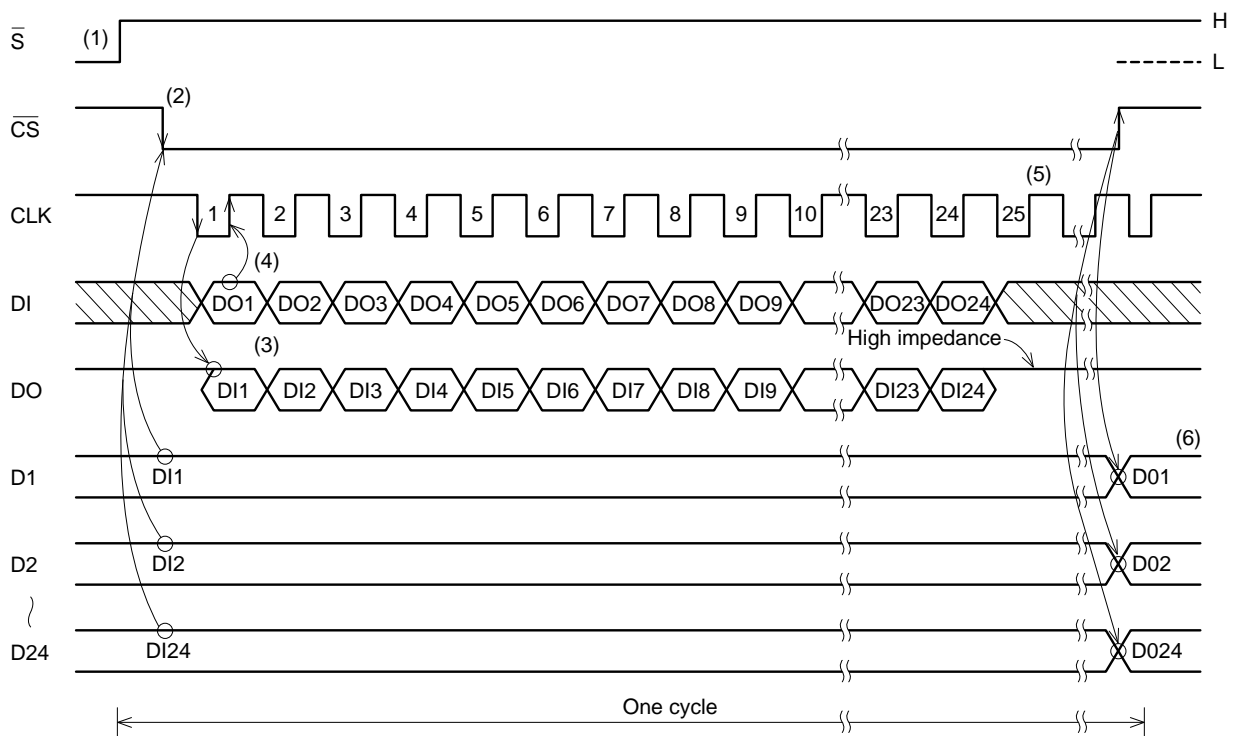 S̅ (1) H
L
(2)
C̅S̅
(5)
CLK 1 2 3 4 5 6 7 8 9 10 23 24 25
(4)
DI DO1 DO2 DO3 DO4 DO5 DO6 DO7 DO8 DO9 DO23 DO24
(3) High impedance
DO DI1 DI2 DI3 DI4 DI5 DI6 DI7 DI8 DI9 DI23 DI24
(6)
D1 DI1 D01
D2 DI2 D02
D24 DI24 D024
One cycle